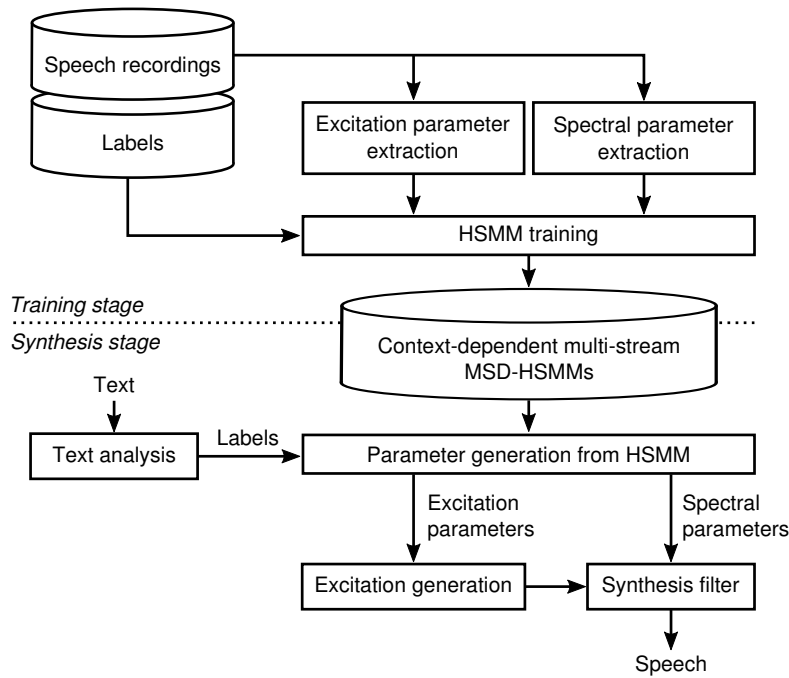 Speech recordings
Labels
Excitation parameter
extraction
Spectral parameter
extraction
HSMM training
Training stage
Synthesis stage
Context-dependent multi-stream
MSD-HSMMs
Text
Text analysis
Labels
Parameter generation from HSMM
Excitation
parameters
Spectral
parameters
Excitation generation
Synthesis filter
Speech